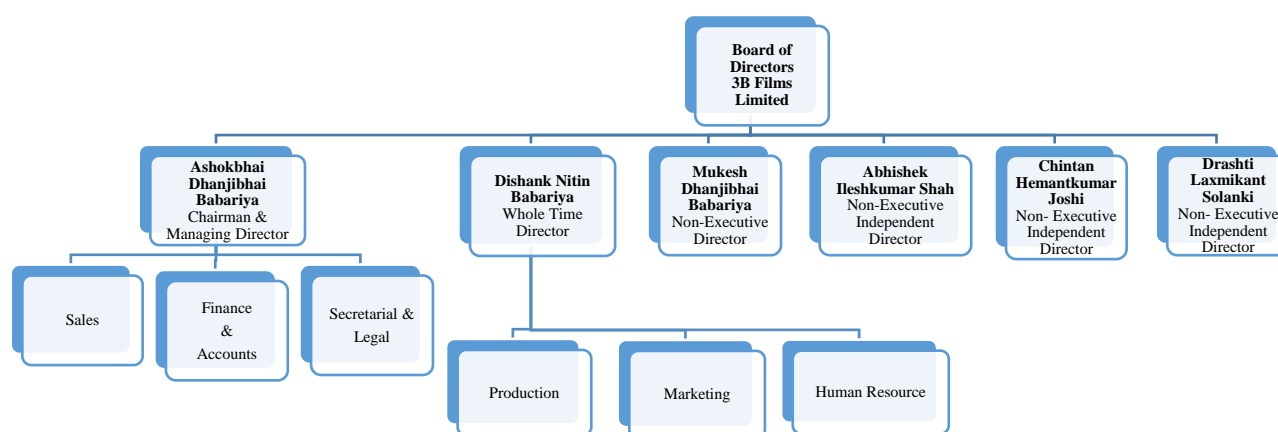 Board of
Directors
3B Films
Limited
Ashokbhai
Dhanjibhai
Babariya
Chairman &
Managing Director
Dishank Nitin
Babariya
Whole Time
Director
Mukesh
Dhanjibhai
Babariya
Non-Executive
Director
Abhishek
Ileshkumar Shah
Non-Executive
Independent
Director
Chintan
Hemantkumar
Joshi
Non- Executive
Independent
Director
Drashti
Laxmikant
Solanki
Non- Executive
Independent
Director
Sales
Finance
&
Accounts
Secretarial &
Legal
Production
Marketing
Human Resource